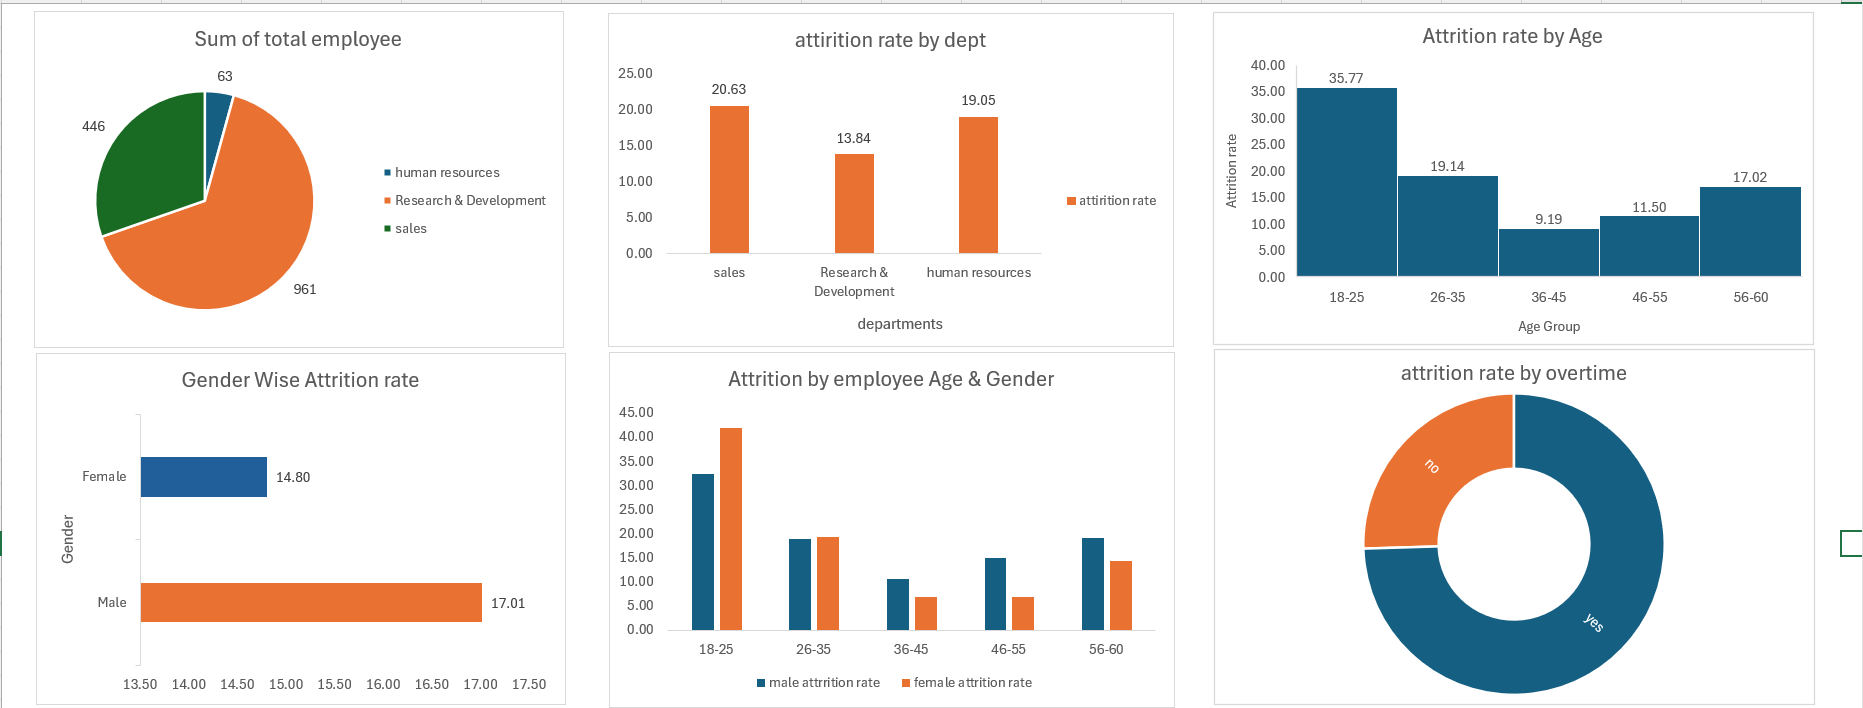 Sum of total employee
63
446
961
human resources
Research & Development
sales
attirition rate by dept
25.00
20.00
15.00
10.00
5.00
0.00
20.63
13.84
19.05
sales
Research &
Development
human resources
departments
attirition rate
Attrition rate by Age
Attrition rate
40.00
35.00
30.00
25.00
20.00
15.00
10.00
5.00
0.00
35.77
19.14
9.19
11.50
17.02
18-25
26-35
36-45
46-55
56-60
Age Group
Gender Wise Attrition rate
Gender
Female
14.80
Male
17.01
13.50 14.00 14.50 15.00 15.50 16.00 16.50 17.00 17.50
Attrition by employee Age & Gender
45.00
40.00
35.00
30.00
25.00
20.00
15.00
10.00
5.00
0.00
18-25
26-35
36-45
46-55
56-60
male attrrition rate
female attrition rate
attrition rate by overtime
no
yes